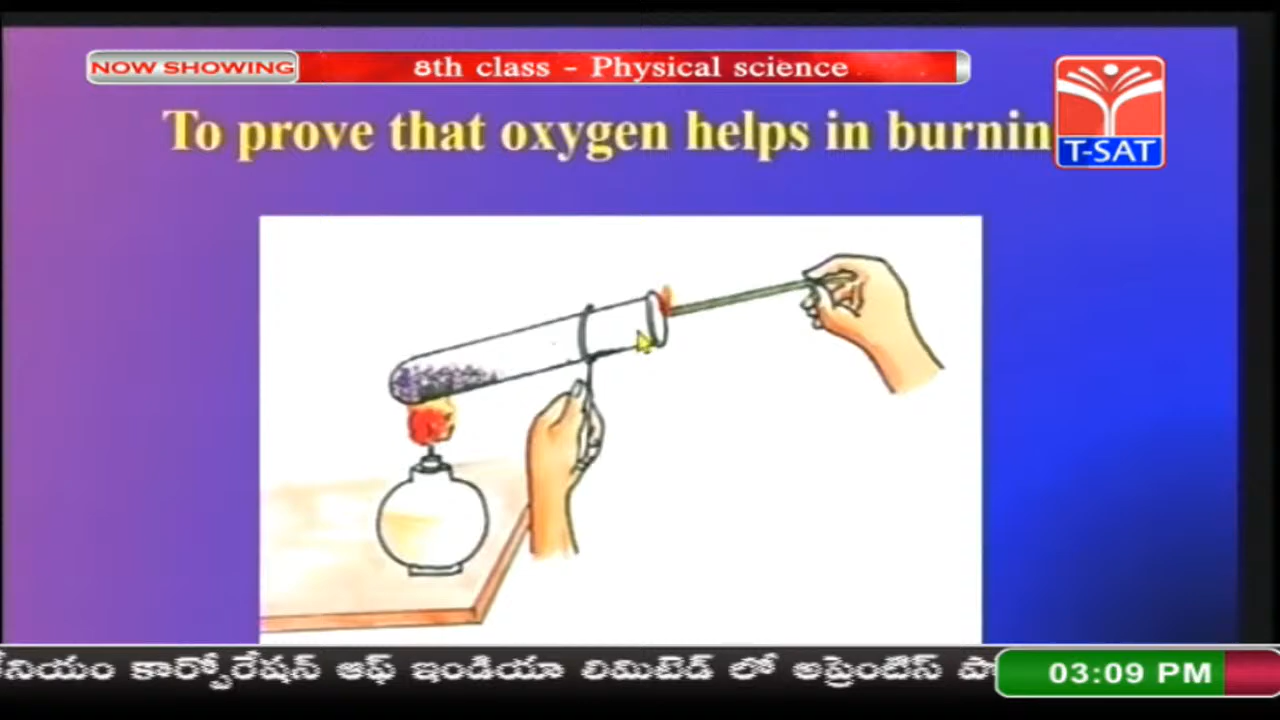 NOW SHOWING
8th class - Physical science
To prove that oxygen helps in burnin
T-SAT
కార్పోరేషన్ ఆఫ్ ఇండియా లిమిటెడ్ లో అప్రెంటిస్
03:09 PM